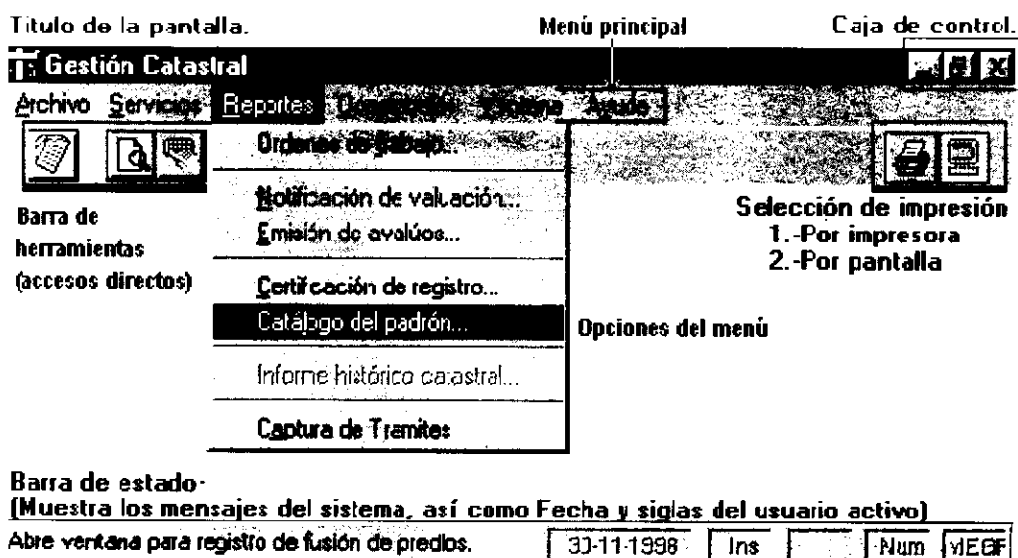 Titulo de la pantalla. Menú principal Caja de control.
Gestión Catastral
Archivo Servicios Reportes Ayuda
Ordenes de trabajo...
Notificación de valuación...
Emisión de avalúos...
Certificación de registro...
Catálogo del padrón...
Informe histórico catastral...
Captura de Tramites
Barra de
herramientas
(accesos directos)
Selección de impresión
1.-Por impresora
2.-Por pantalla
Opciones del menú
Barra de estado-
(Muestra los mensajes del sistema, así como Fecha y siglas del usuario activo)
Abre ventana para registro de fusión de predios. 30-11-1998 Ins Num